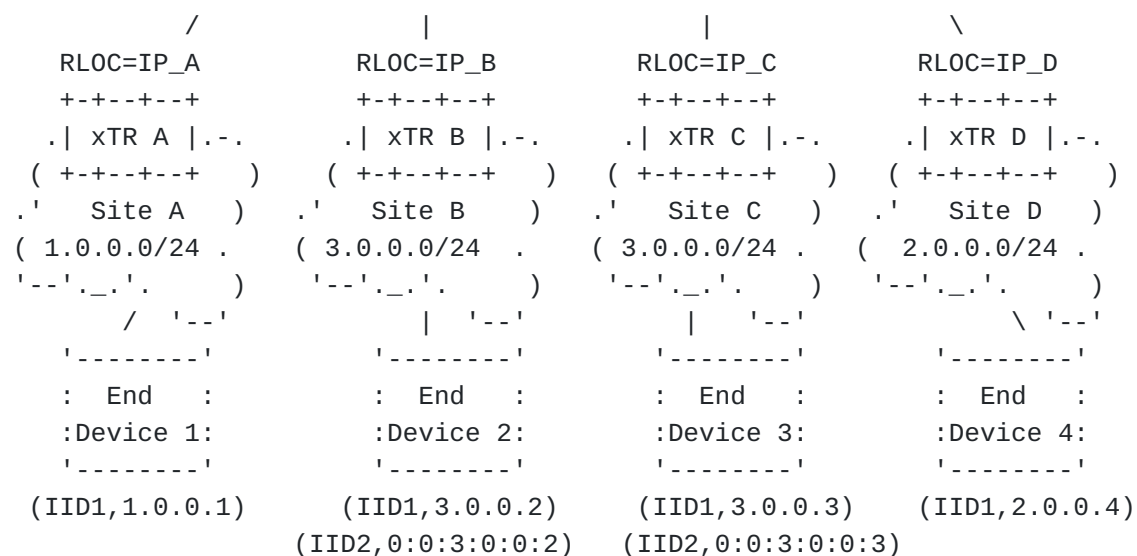 /                |                   |                \
   RLOC=IP_A           RLOC=IP_B          RLOC=IP_C          RLOC=IP_D
   +-+--+--+           +-+--+--+          +-+--+--+          +-+--+--+
  .| xTR A |.-.       .| xTR B |.-.      .| xTR C |.-.      .| xTR D |.-.
 ( +-+--+--+   )     ( +-+--+--+   )    ( +-+--+--+   )    ( +-+--+--+   )
.'   Site A   )    .'   Site B    )   .'   Site C   )   .'   Site D   )
( 1.0.0.0/24 .     ( 3.0.0.0/24  .    ( 3.0.0.0/24 .    (  2.0.0.0/24 .
'--'._.'.     )     '--'._.'.     )    '--'._.'.    )    '--'._.'.     )
       /  '--'             |  '--'          |   '--'             \ '--'
   '--------'           '--------'        '--------'         '--------'
   :  End   :           :  End   :        :  End   :         :  End   :
   :Device 1:           :Device 2:        :Device 3:         :Device 4:
   '--------'           '--------'        '--------'         '--------'
 (IID1,1.0.0.1)     (IID1,3.0.0.2)     (IID1,3.0.0.3)     (IID1,2.0.0.4)
                  (IID2,0:0:3:0:0:2)  (IID2,0:0:3:0:0:3)